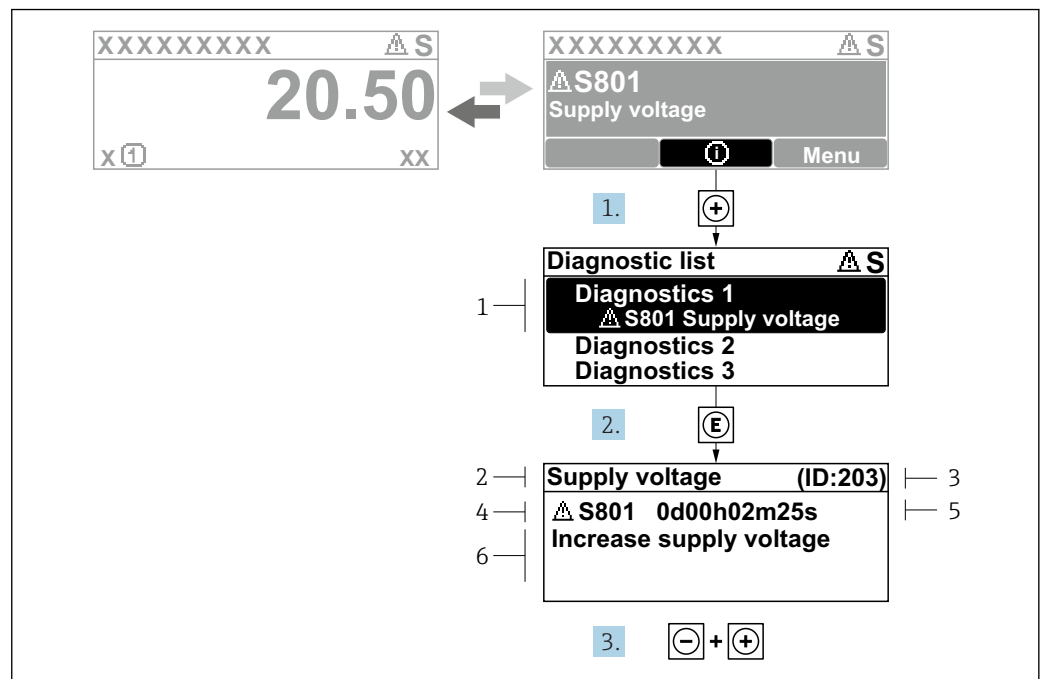 XXXXXXXXX ⚠ S
20.50
X ① XX
XXXXXXXXX ⚠ S
⚠ S801
Supply voltage
ⓘ Menu
1. ⊕
Diagnostic list ⚠ S
1 Diagnostics 1
⚠ S801 Supply voltage
Diagnostics 2
Diagnostics 3
2. Ⓔ
2 Supply voltage (ID:203) 3
4 ⚠ S801 0d00h02m25s 5
6 Increase supply voltage
3. ⊖ + ⊕